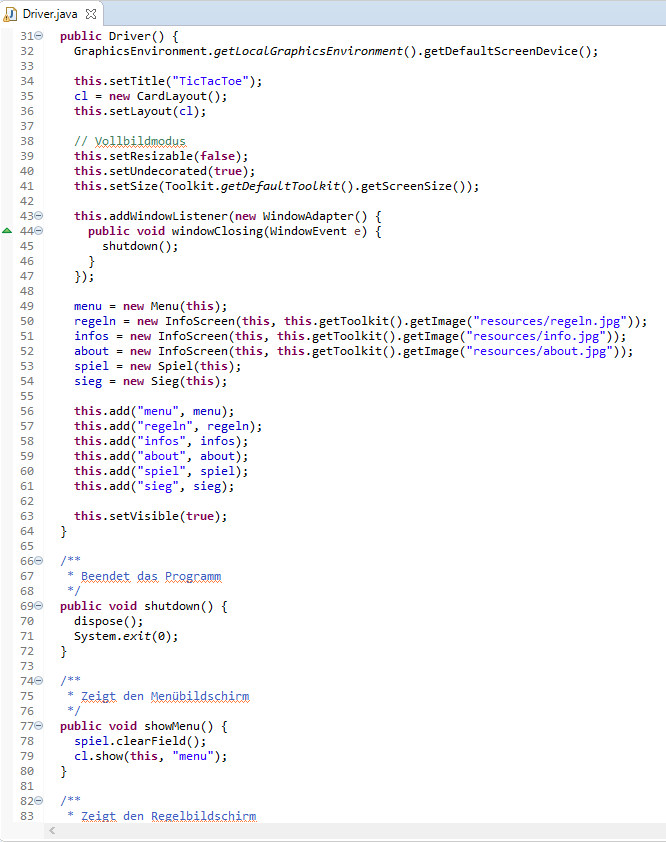 Driver.java
31 public Driver() {
32 GraphicsEnvironment.getLocalGraphicsEnvironment().getDefaultScreenDevice();
33
34 this.setTitle("TicTacToe");
35 cl = new CardLayout();
36 this.setLayout(cl);
37
38 // Vollbildmodus
39 this.setResizable(false);
40 this.setUndecorated(true);
41 this.setSize(Toolkit.getDefaultToolkit().getScreenSize());
42
43 this.addWindowListener(new WindowAdapter() {
44 public void windowClosing(WindowEvent e) {
45 shutdown();
46 }
47 });
48
49 menu = new Menu(this);
50 regeln = new InfoScreen(this, this.getToolkit().getImage("resources/regeln.jpg"));
51 infos = new InfoScreen(this, this.getToolkit().getImage("resources/info.jpg"));
52 about = new InfoScreen(this, this.getToolkit().getImage("resources/about.jpg"));
53 spiel = new Spiel(this);
54 sieg = new Sieg(this);
55
56 this.add("menu", menu);
57 this.add("regeln", regeln);
58 this.add("infos", infos);
59 this.add("about", about);
60 this.add("spiel", spiel);
61 this.add("sieg", sieg);
62
63 this.setVisible(true);
64 }
65
66 /**
67 * Beendet das Programm
68 */
69 public void shutdown() {
70 dispose();
71 System.exit(0);
72 }
73
74 /**
75 * Zeigt den Menübildschirm
76 */
77 public void showMenu() {
78 spiel.clearField();
79 cl.show(this, "menu");
80 }
81
82 /**
83 * Zeigt den Regelbildschirm